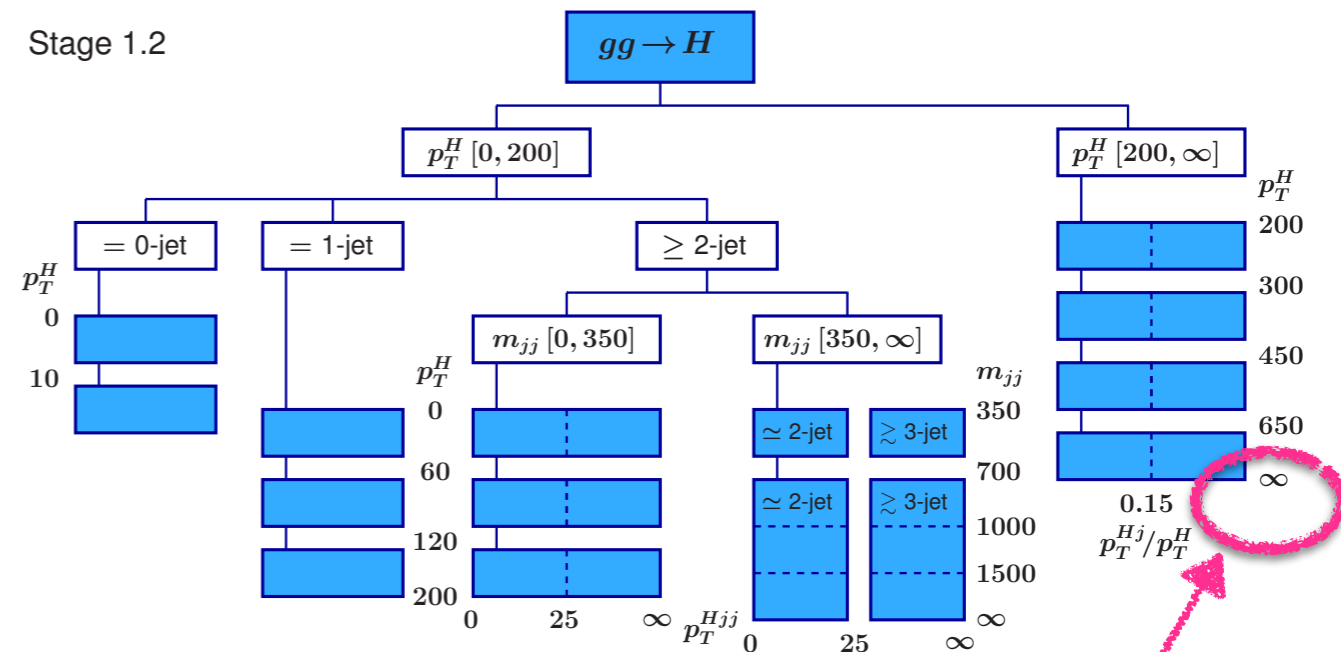 Stage 1.2
gg → H
p_T^H [0, 200]
p_T^H [200, ∞]
p_T^H
= 0-jet
= 1-jet
≥ 2-jet
200
p_T^H
0
300
m_jj [0, 350]
m_jj [350, ∞]
10
p_T^H
m_jj
450
0
350
≃ 2-jet
≳ 3-jet
650
60
700
∞
≃ 2-jet
≳ 3-jet
0.15
1000
p_T^Hj/p_T^H
120
1500
200
∞
0 25 ∞
p_T^Hjj
0 25 ∞